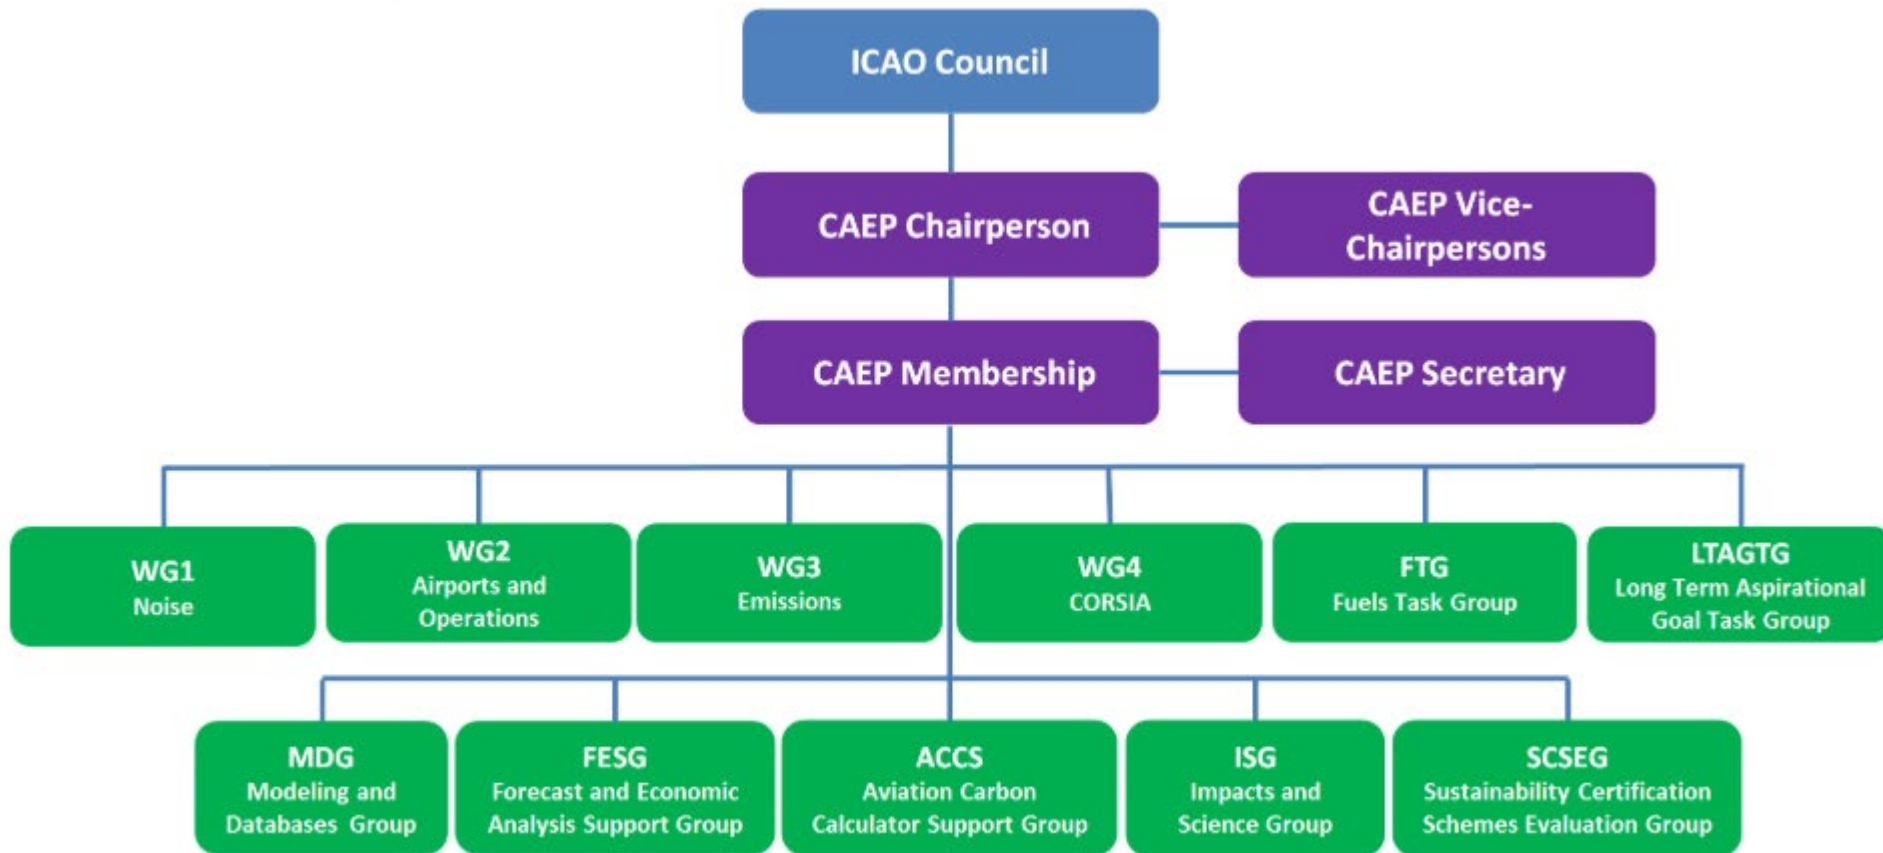 ICAO Council
CAEP Chairperson
CAEP Vice-
Chairpersons
CAEP Membership
CAEP Secretary
WG1
Noise
WG2
Airports and
Operations
WG3
Emissions
WG4
CORSIA
FTG
Fuels Task Group
LTAGTG
Long Term Aspirational
Goal Task Group
MDG
Modeling and
Databases Group
FESG
Forecast and Economic
Analysis Support Group
ACCS
Aviation Carbon
Calculator Support Group
ISG
Impacts and
Science Group
SCSEG
Sustainability Certification
Schemes Evaluation Group